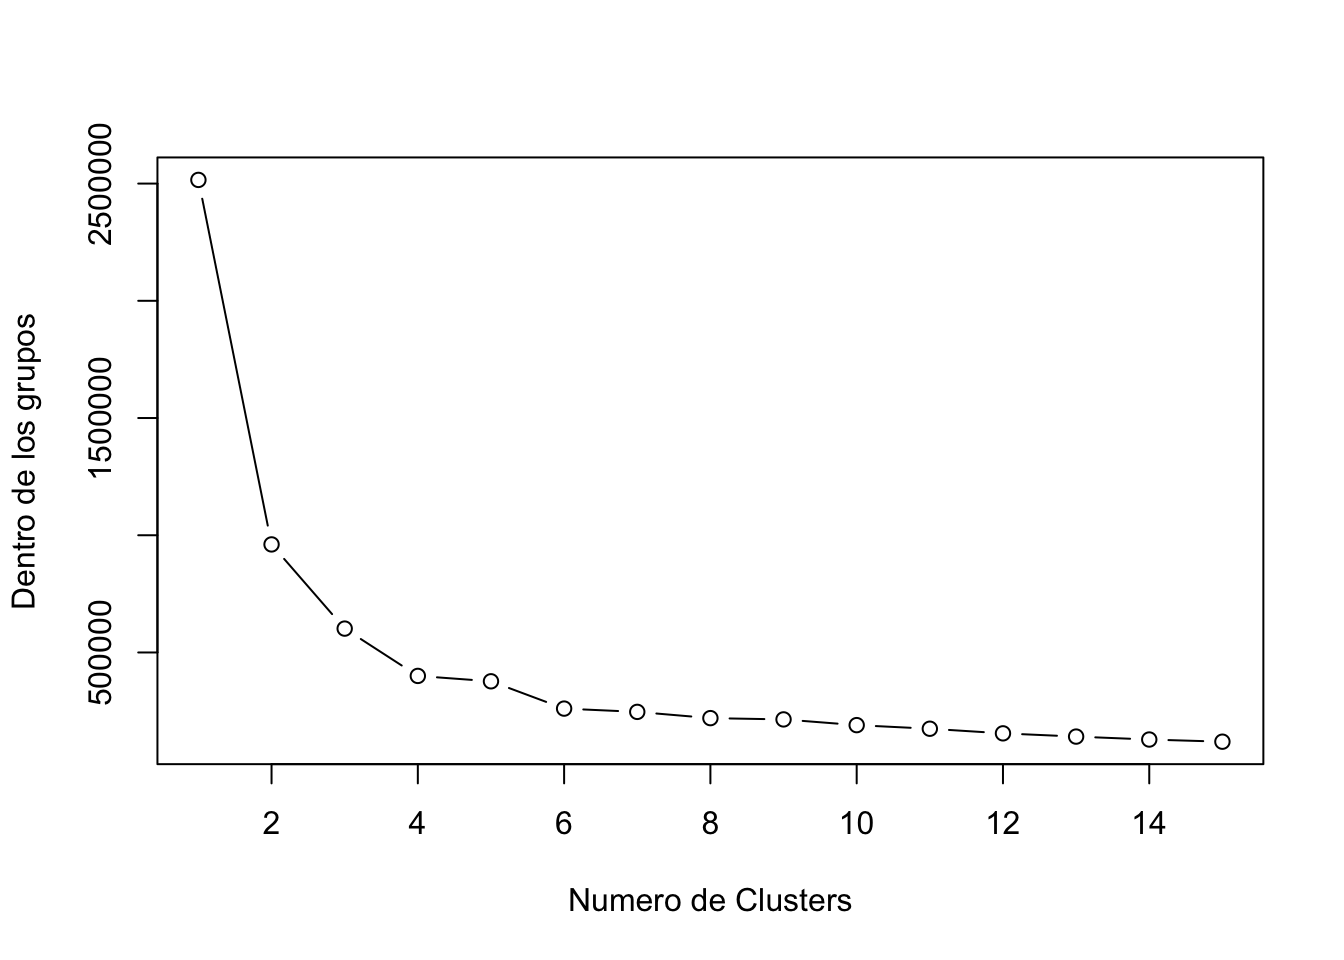 Dentro de los grupos
2500000
1500000
500000
2 4 6 8 10 12 14
Numero de Clusters